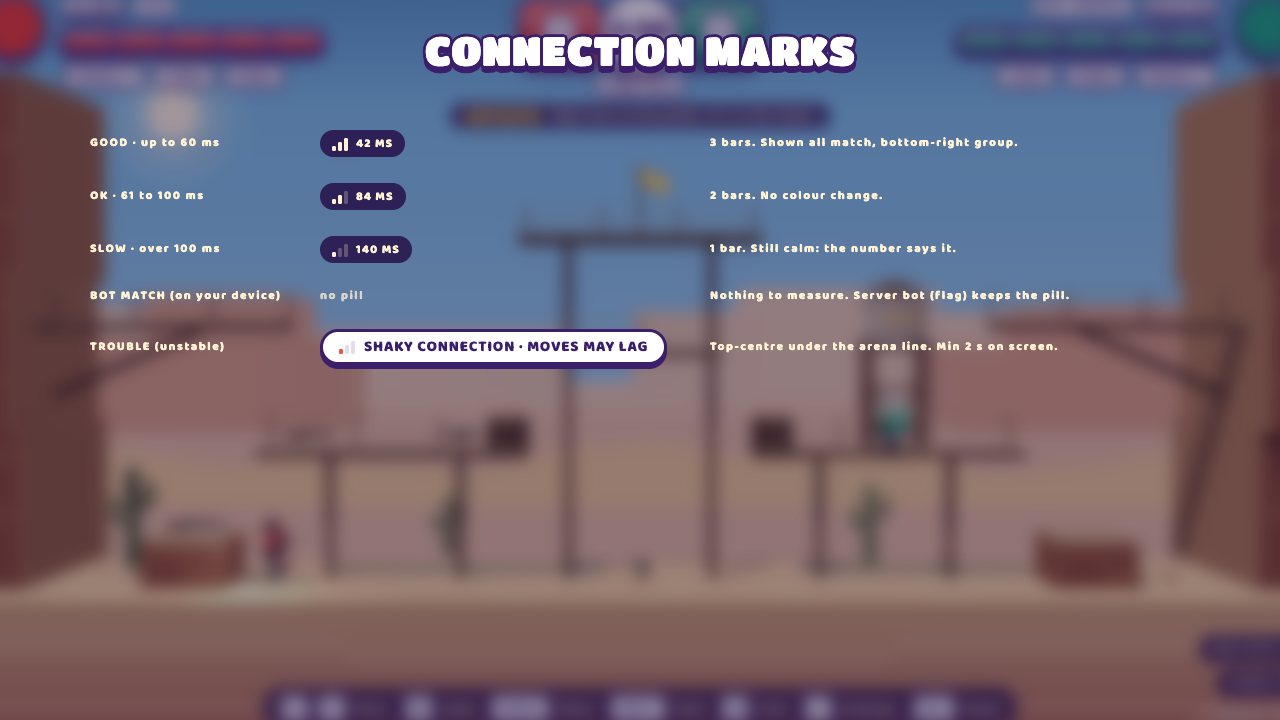 CONNECTION MARKS
GOOD · up to 60 ms
42 MS
3 bars. Shown all match, bottom-right group.
OK · 61 to 100 ms
84 MS
2 bars. No colour change.
SLOW · over 100 ms
140 MS
1 bar. Still calm: the number says it.
BOT MATCH (on your device)
no pill
Nothing to measure. Server bot (flag) keeps the pill.
TROUBLE (unstable)
SHAKY CONNECTION · MOVES MAY LAG
Top-centre under the arena line. Min 2 s on screen.